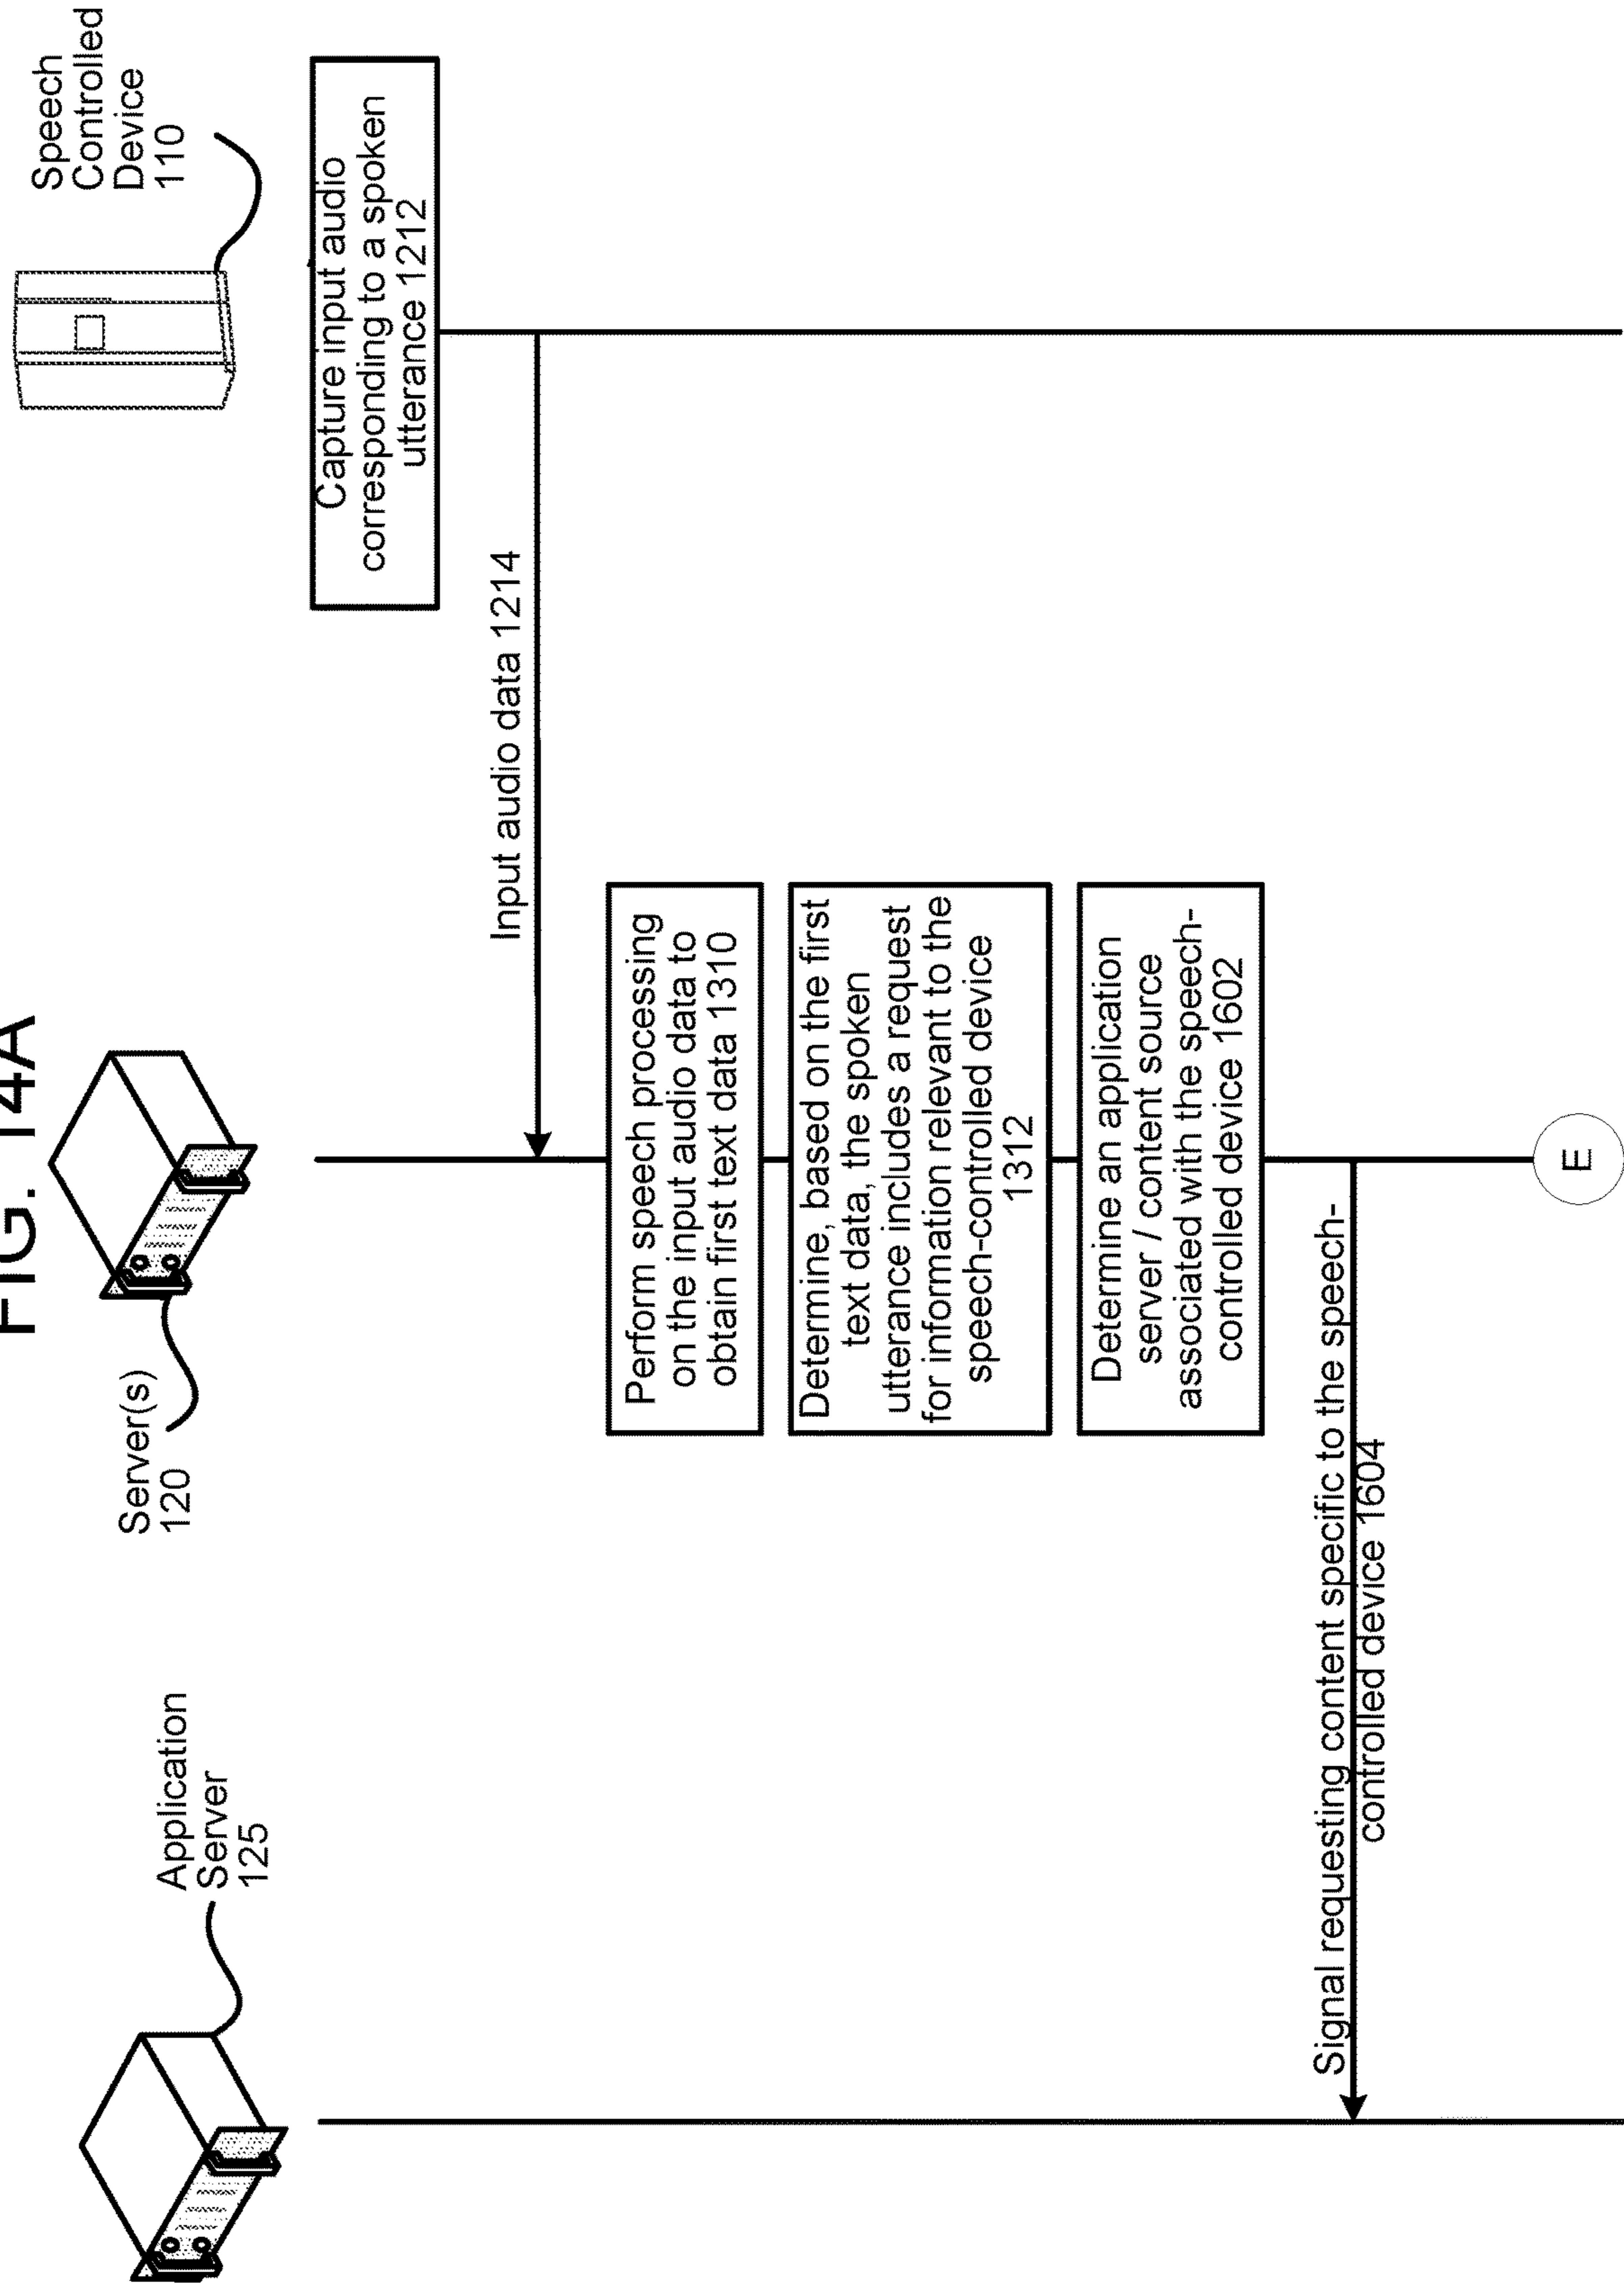 FIG. 14A
Speech
Controlled
Device
110
Server(s)
120
Application
Server
125
Capture input audio
corresponding to a spoken
utterance 1212
Input audio data 1214
Perform speech processing
on the input audio data to
obtain first text data 1310
Determine, based on the first
text data, the spoken
utterance includes a request
for information relevant to the
speech-controlled device
1312
Determine an application
server / content source
associated with the speech-
controlled device 1602
Signal requesting content specific to the speech-
controlled device 1604
E